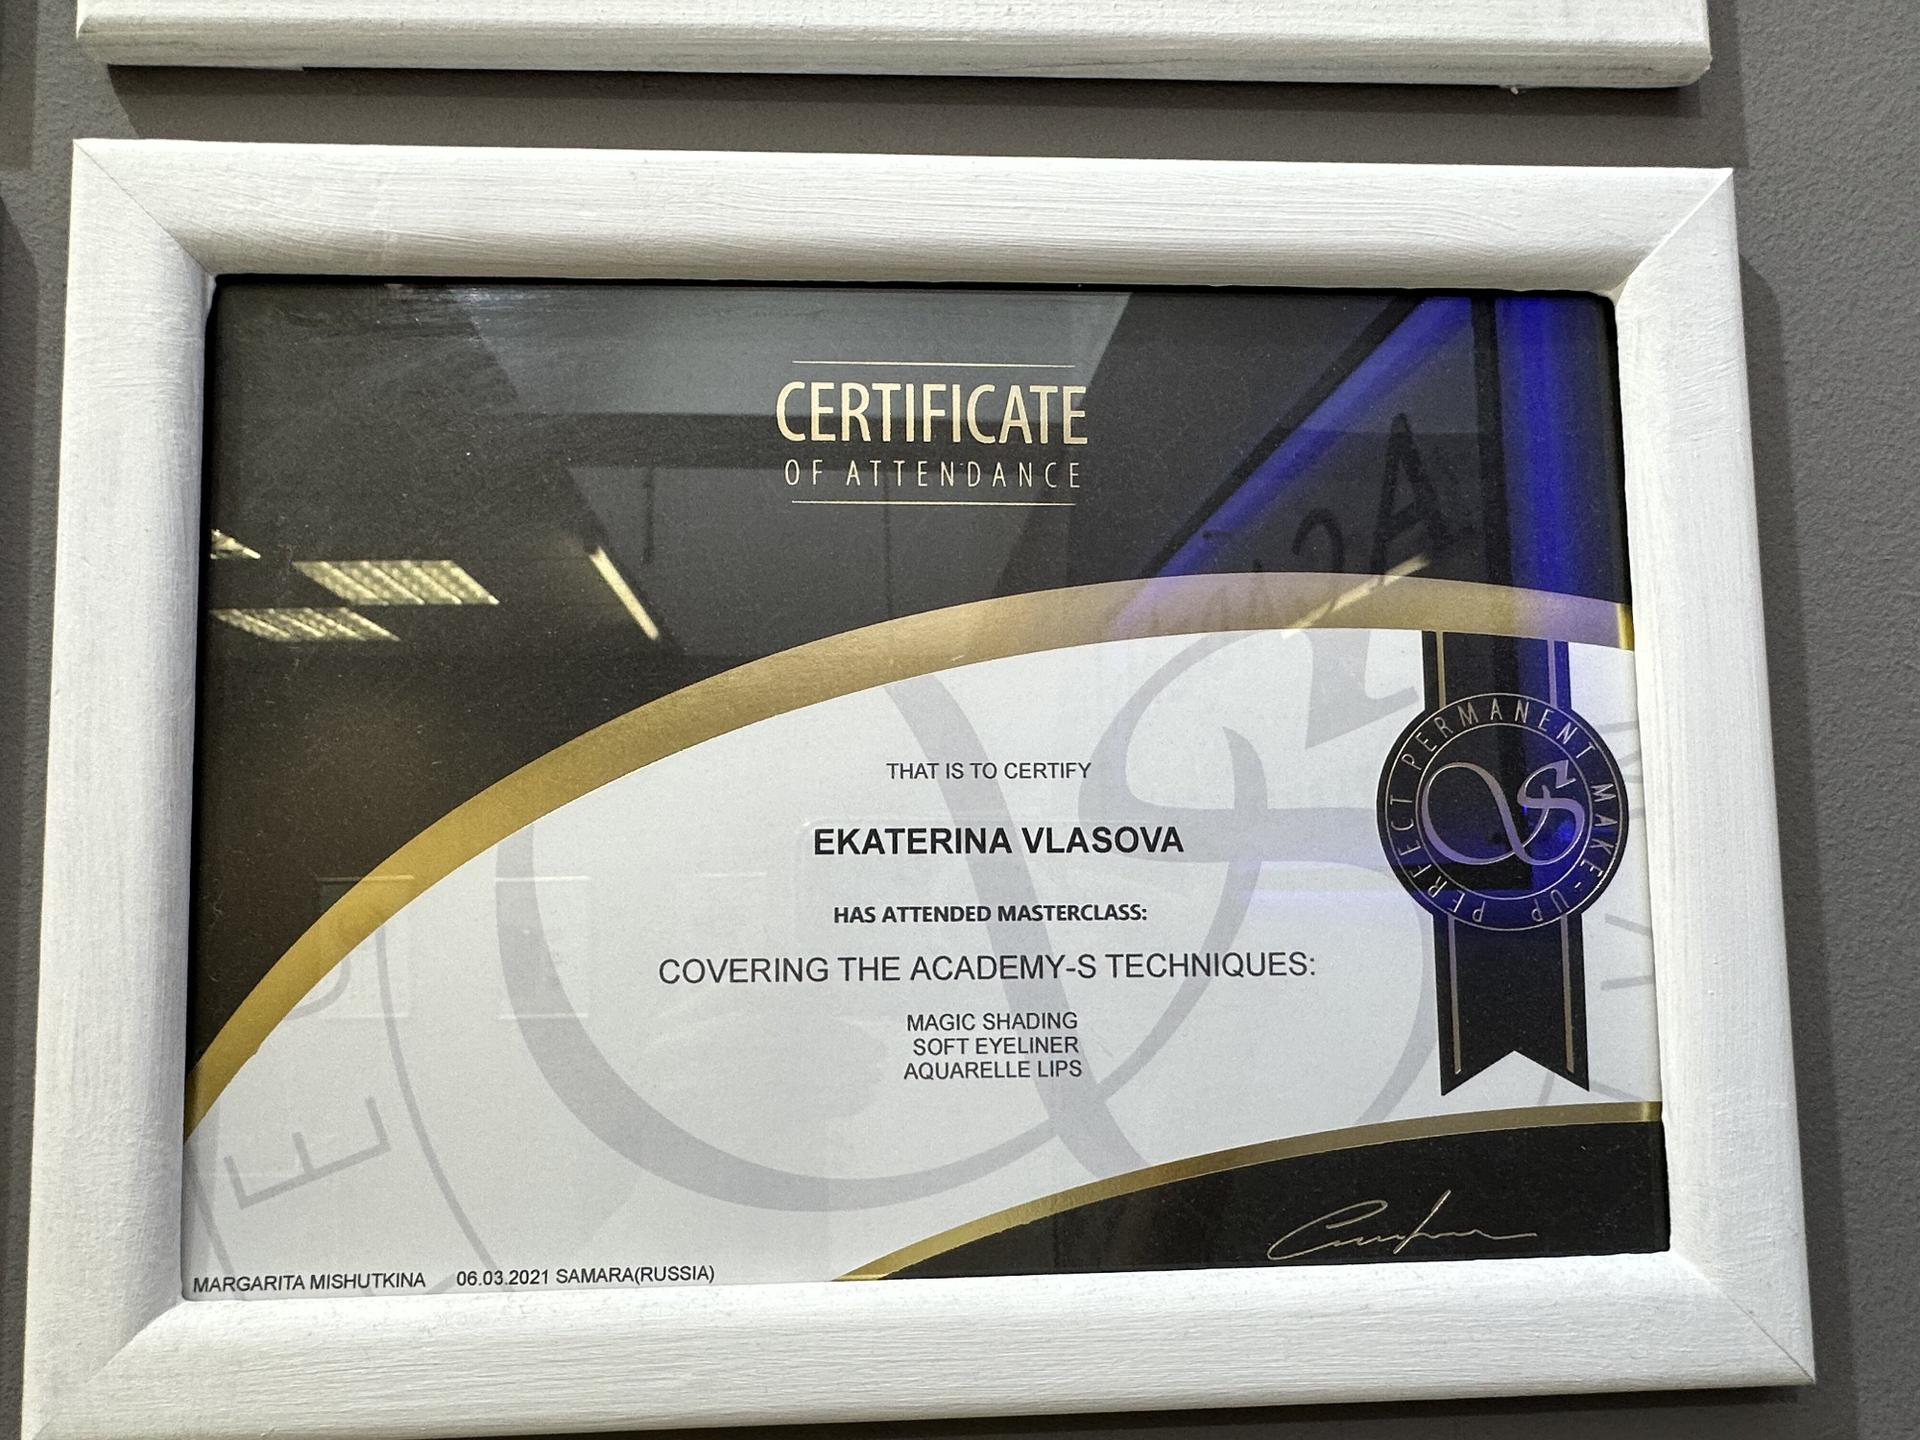 CERTIFICATE
OF ATTENDANCE
THAT IS TO CERTIFY
EKATERINA VLASOVA
HAS ATTENDED MASTERCLASS:
COVERING THE ACADEMY-S TECHNIQUES:
MAGIC SHADING
SOFT EYELINER
AQUARELLE LIPS
PERFECT PERMANENT MAKE-UP
S
MARGARITA MISHUTKINA 06.03.2021 SAMARA(RUSSIA)